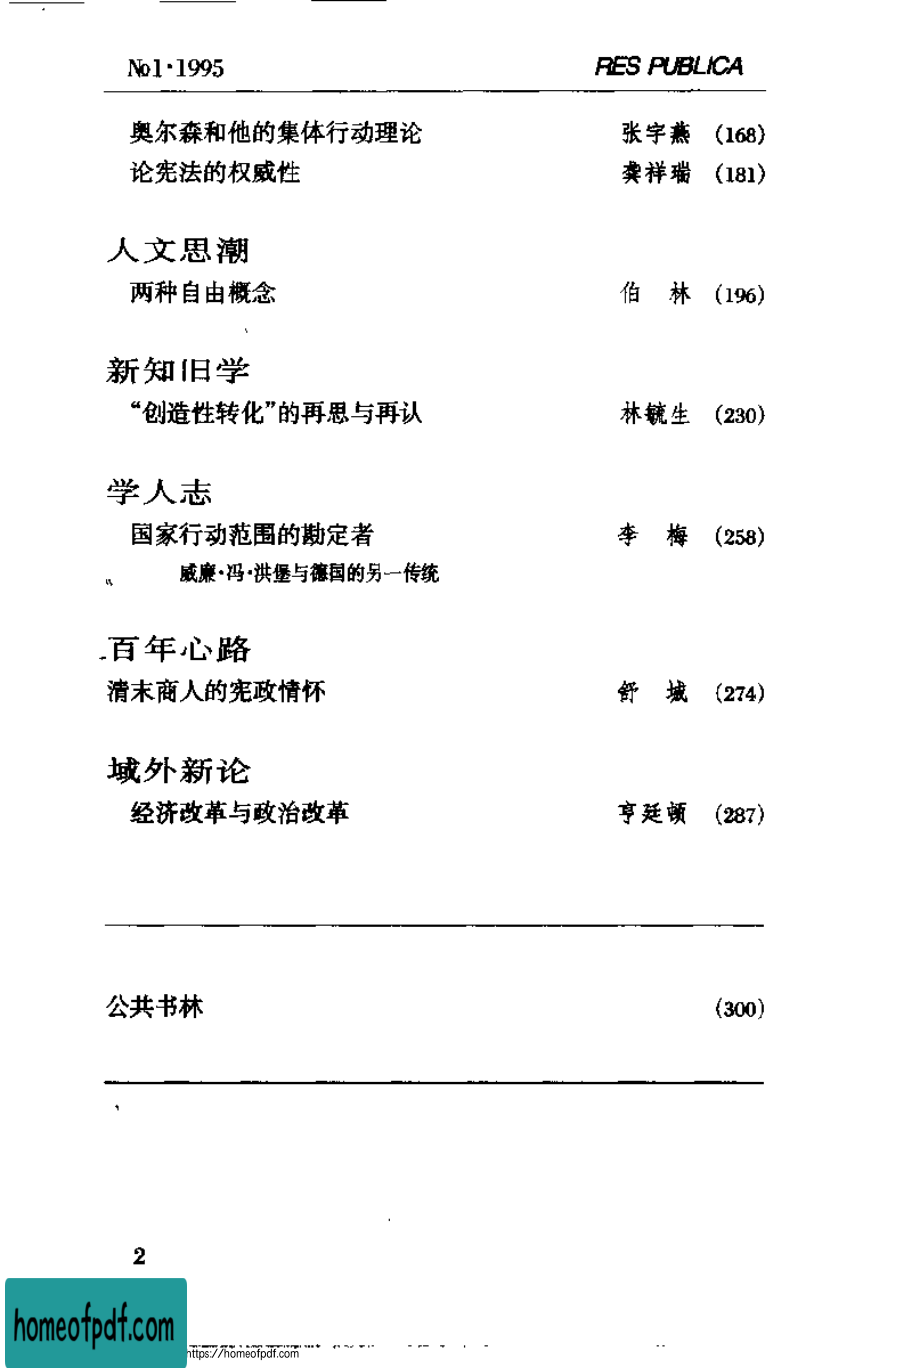 №1·1995 RES PUBLICA
奥尔森和他的集体行动理论 张宇燕 (168)
论宪法的权威性 龚祥瑞 (181)
人文思潮
两种自由概念 伯 林 (196)
新知旧学
“创造性转化”的再思与再认 林毓生 (230)
学人志
国家行动范围的勘定者 李 梅 (258)
威廉·冯·洪堡与德国的另一传统
百年心路
清末商人的宪政情怀 舒 城 (274)
域外新论
经济改革与政治改革 亨廷顿 (287)
公共书林 (300)
2
homeofpdf.com
https://homeofpdf.com